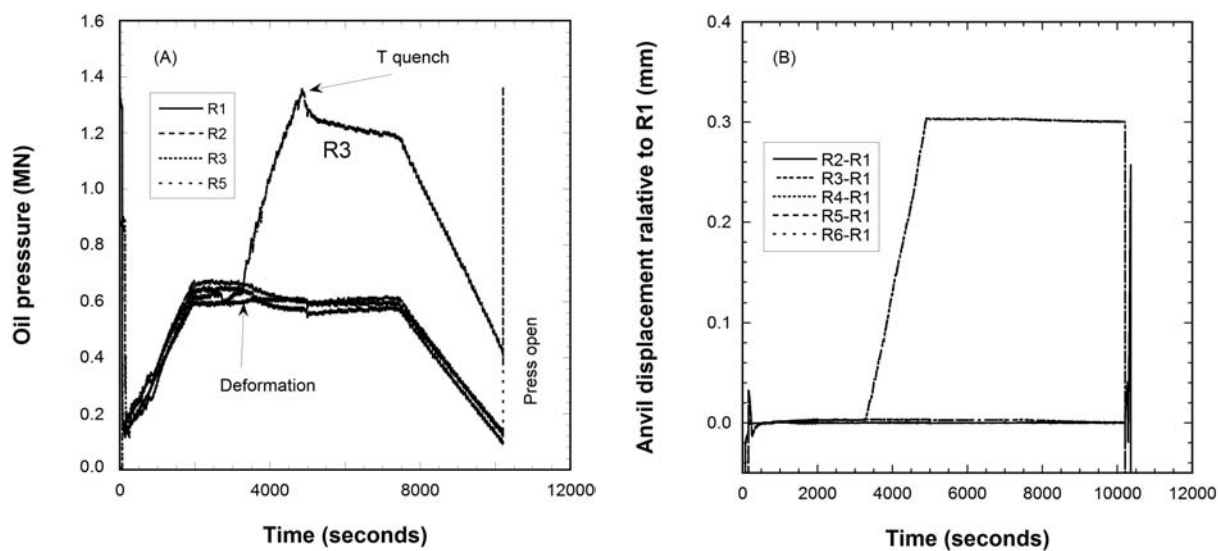 (A)
T quench
R1
R2
R3
R5
R3
Deformation
Press open
Oil presssure (MN)
1.6
1.4
1.2
1.0
0.8
0.6
0.4
0.2
0.0
0 4000 8000 12000
Time (seconds)
(B)
R2-R1
R3-R1
R4-R1
R5-R1
R6-R1
Anvil displacement ralative to R1 (mm)
0.4
0.3
0.2
0.1
0.0
0 2000 4000 6000 8000 10000 12000
Time (seconds)